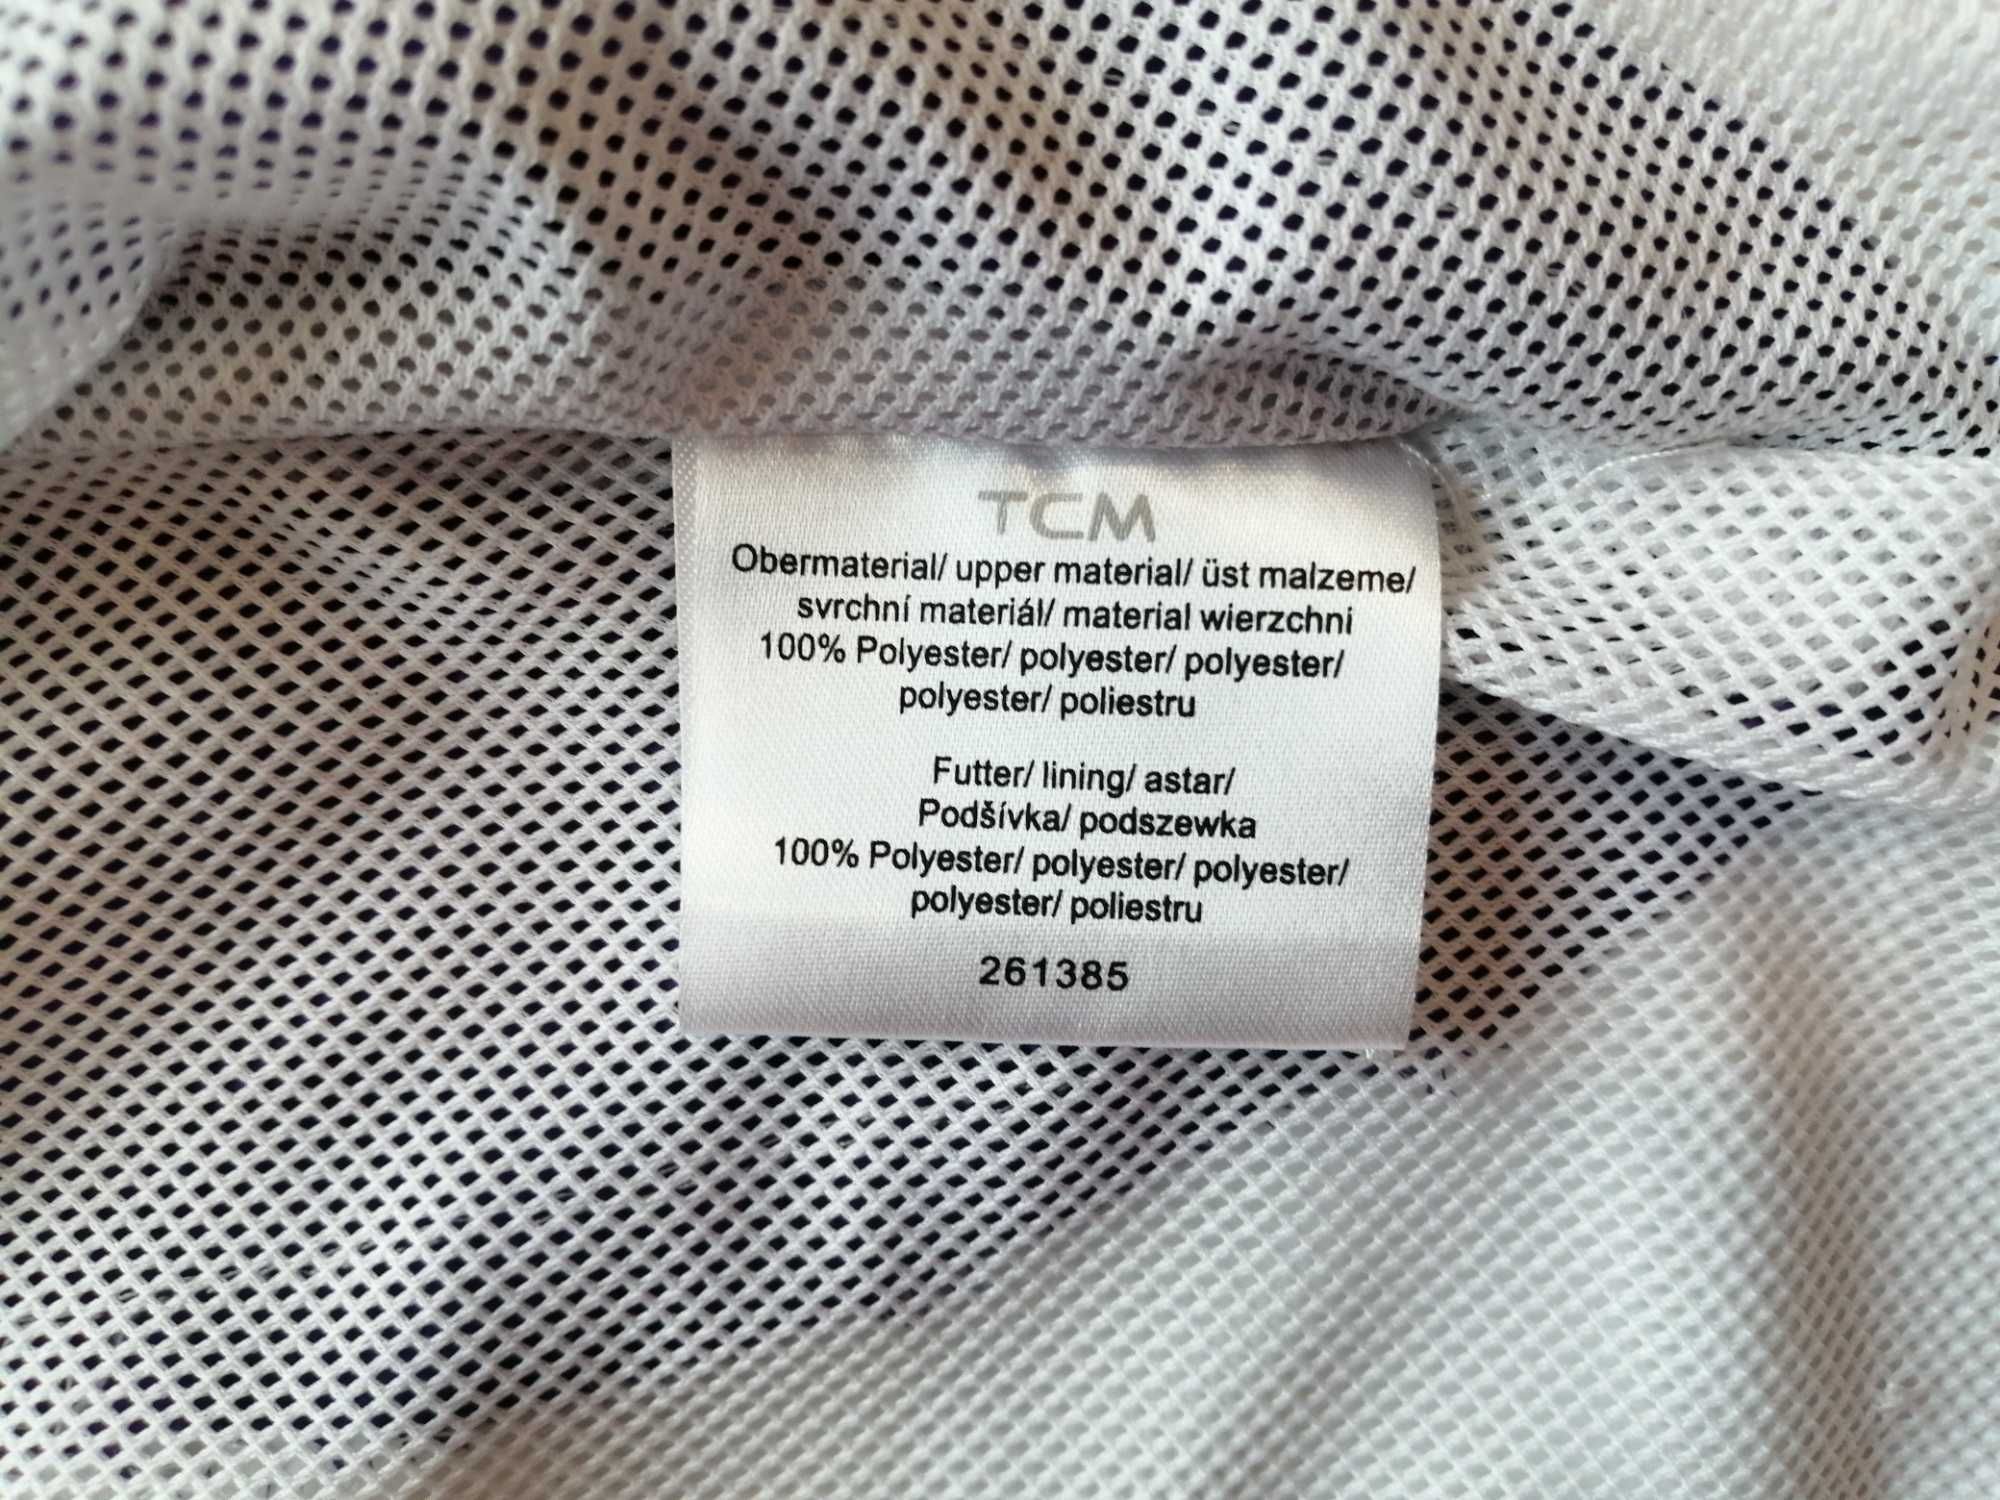 TCM
Obermaterial/ upper material/ üst malzeme/
svrchní materiál/ material wierzchni
100% Polyester/ polyester/ polyester/
polyester/ poliestru
Futter/ lining/ astar/
Podšívka/ podszewka
100% Polyester/ polyester/ polyester/
polyester/ poliestru
261385